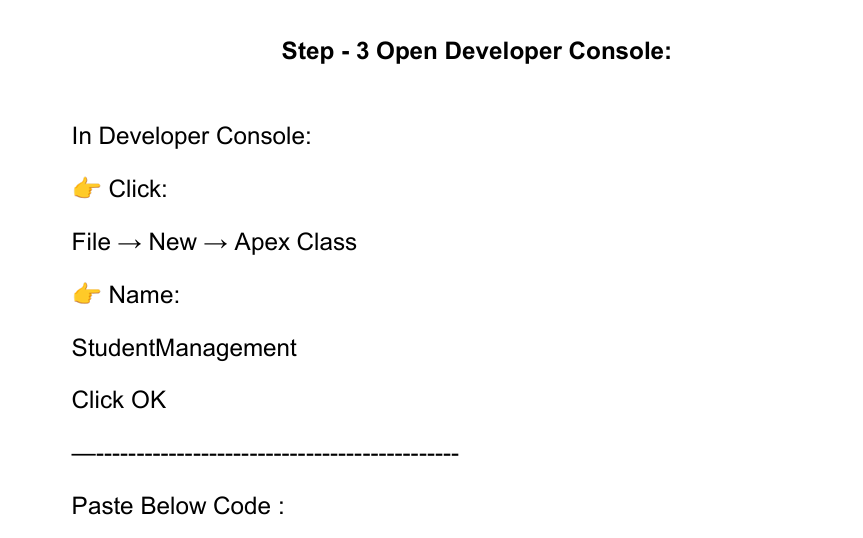 Step - 3 Open Developer Console:
In Developer Console:
👉 Click:
File → New → Apex Class
👉 Name:
StudentManagement
Click OK
—---------------------------------------------
Paste Below Code :